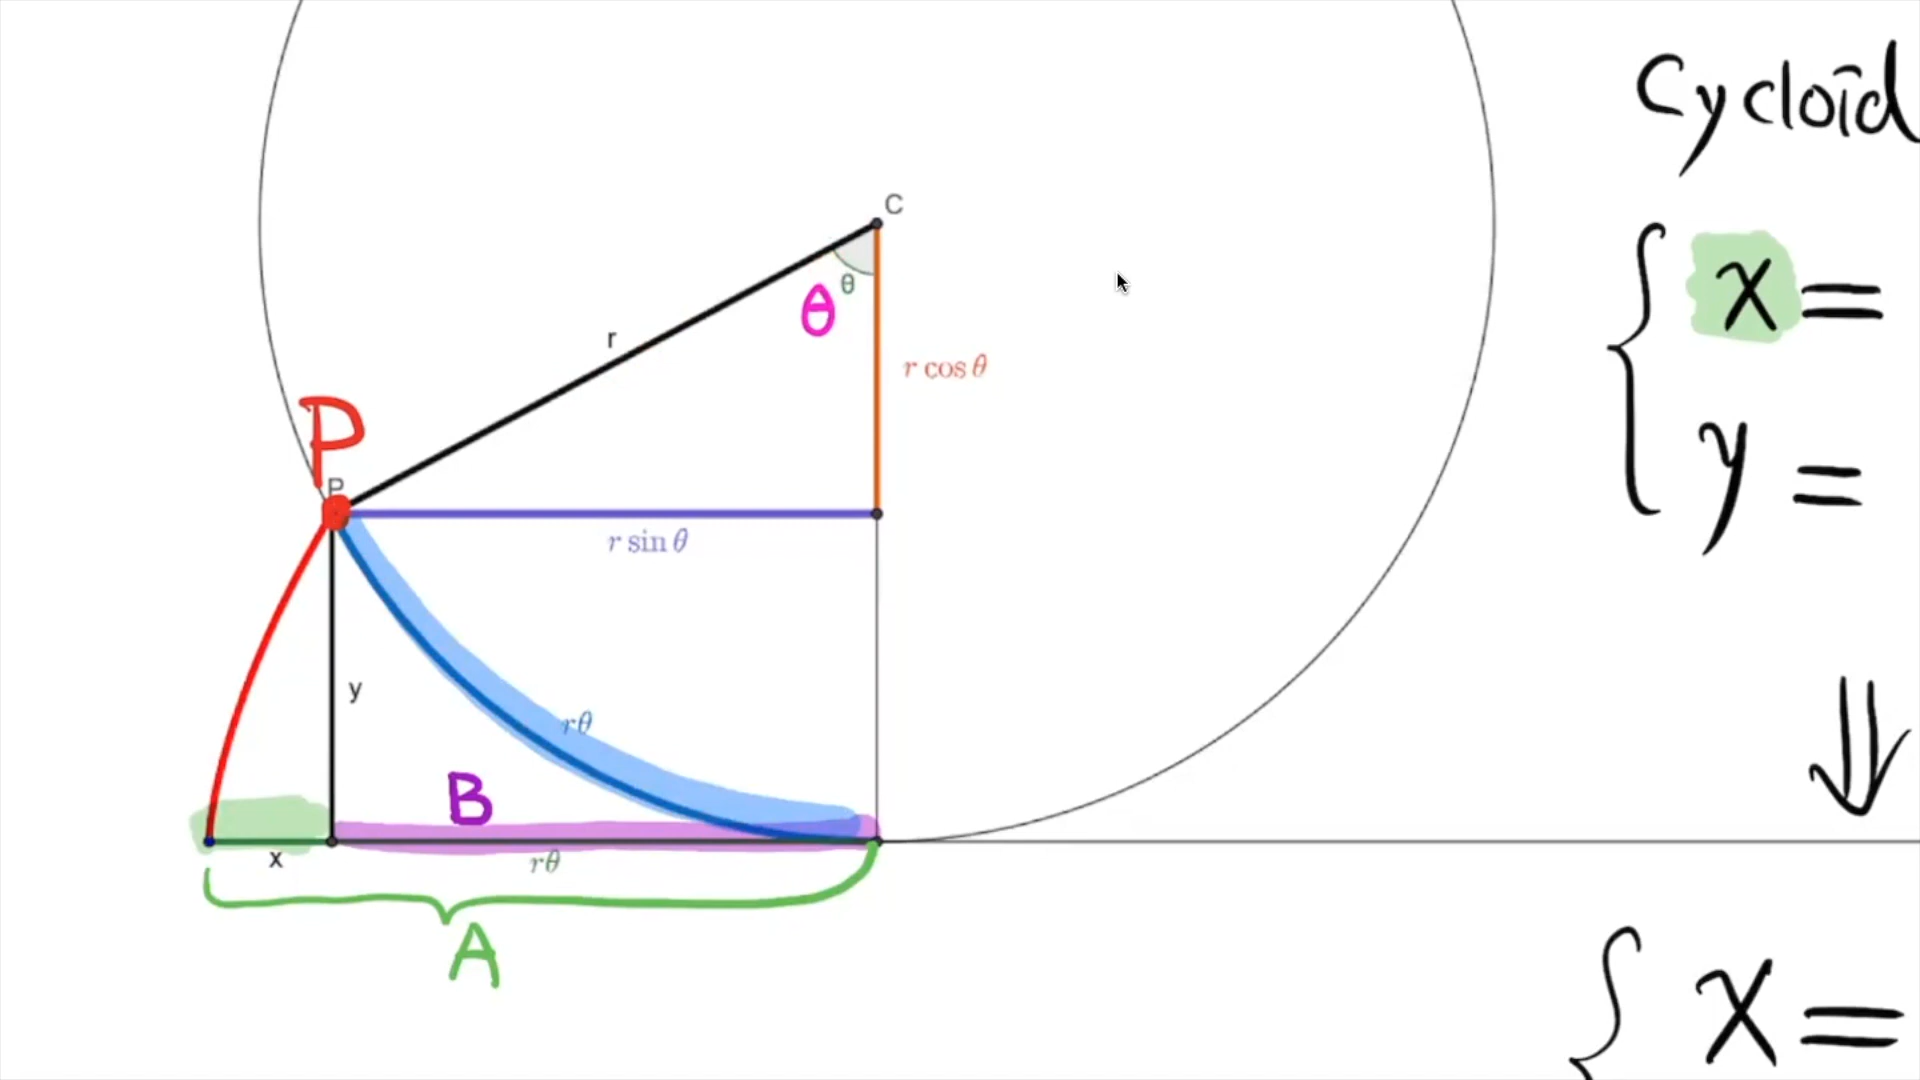 Cycloid
C
x =
θ
θ
r
r cos θ
P
y =
P
r sin θ
y
rθ
B
x
rθ
A
x =